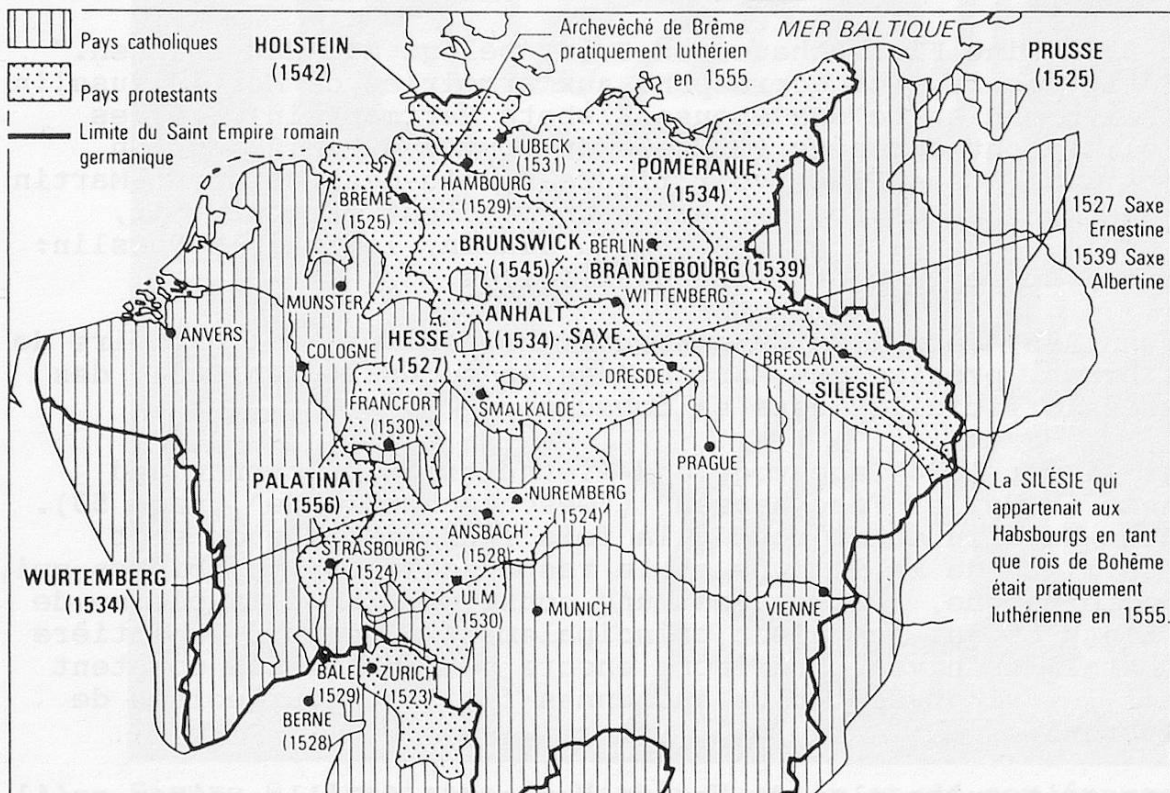 Pays catholiques
Pays protestants
Limite du Saint Empire romain
germanique
HOLSTEIN
(1542)
Archevêché de Brême
pratiquement luthérien
en 1555.
MER BALTIQUE
PRUSSE
(1525)
LUBECK
(1531)
HAMBOURG
(1529)
POMERANIE
(1534)
BRÊME
(1525)
BRUNSWICK
(1545)
BERLIN
BRANDEBOURG (1539)
1527 Saxe
Ernestine
1539 Saxe
Albertine
MUNSTER
WITTENBERG
ANVERS
HESSE
(1527)
ANHALT
(1534)
SAXE
COLOGNE
DRESDE
BRESLAU
SILÉSIE
FRANCFORT
(1530)
SMALKALDE
PRAGUE
PALATINAT
(1556)
NUREMBERG
(1524)
ANSBACH
(1528)
La SILÉSIE qui
appartenait aux
Habsbourgs en tant
que rois de Bohême
était pratiquement
luthérienne en 1555.
STRASBOURG
(1524)
WURTEMBERG
(1534)
ULM
(1530)
MUNICH
VIENNE
BÂLE
(1529)
ZURICH
(1523)
BERNE
(1528)